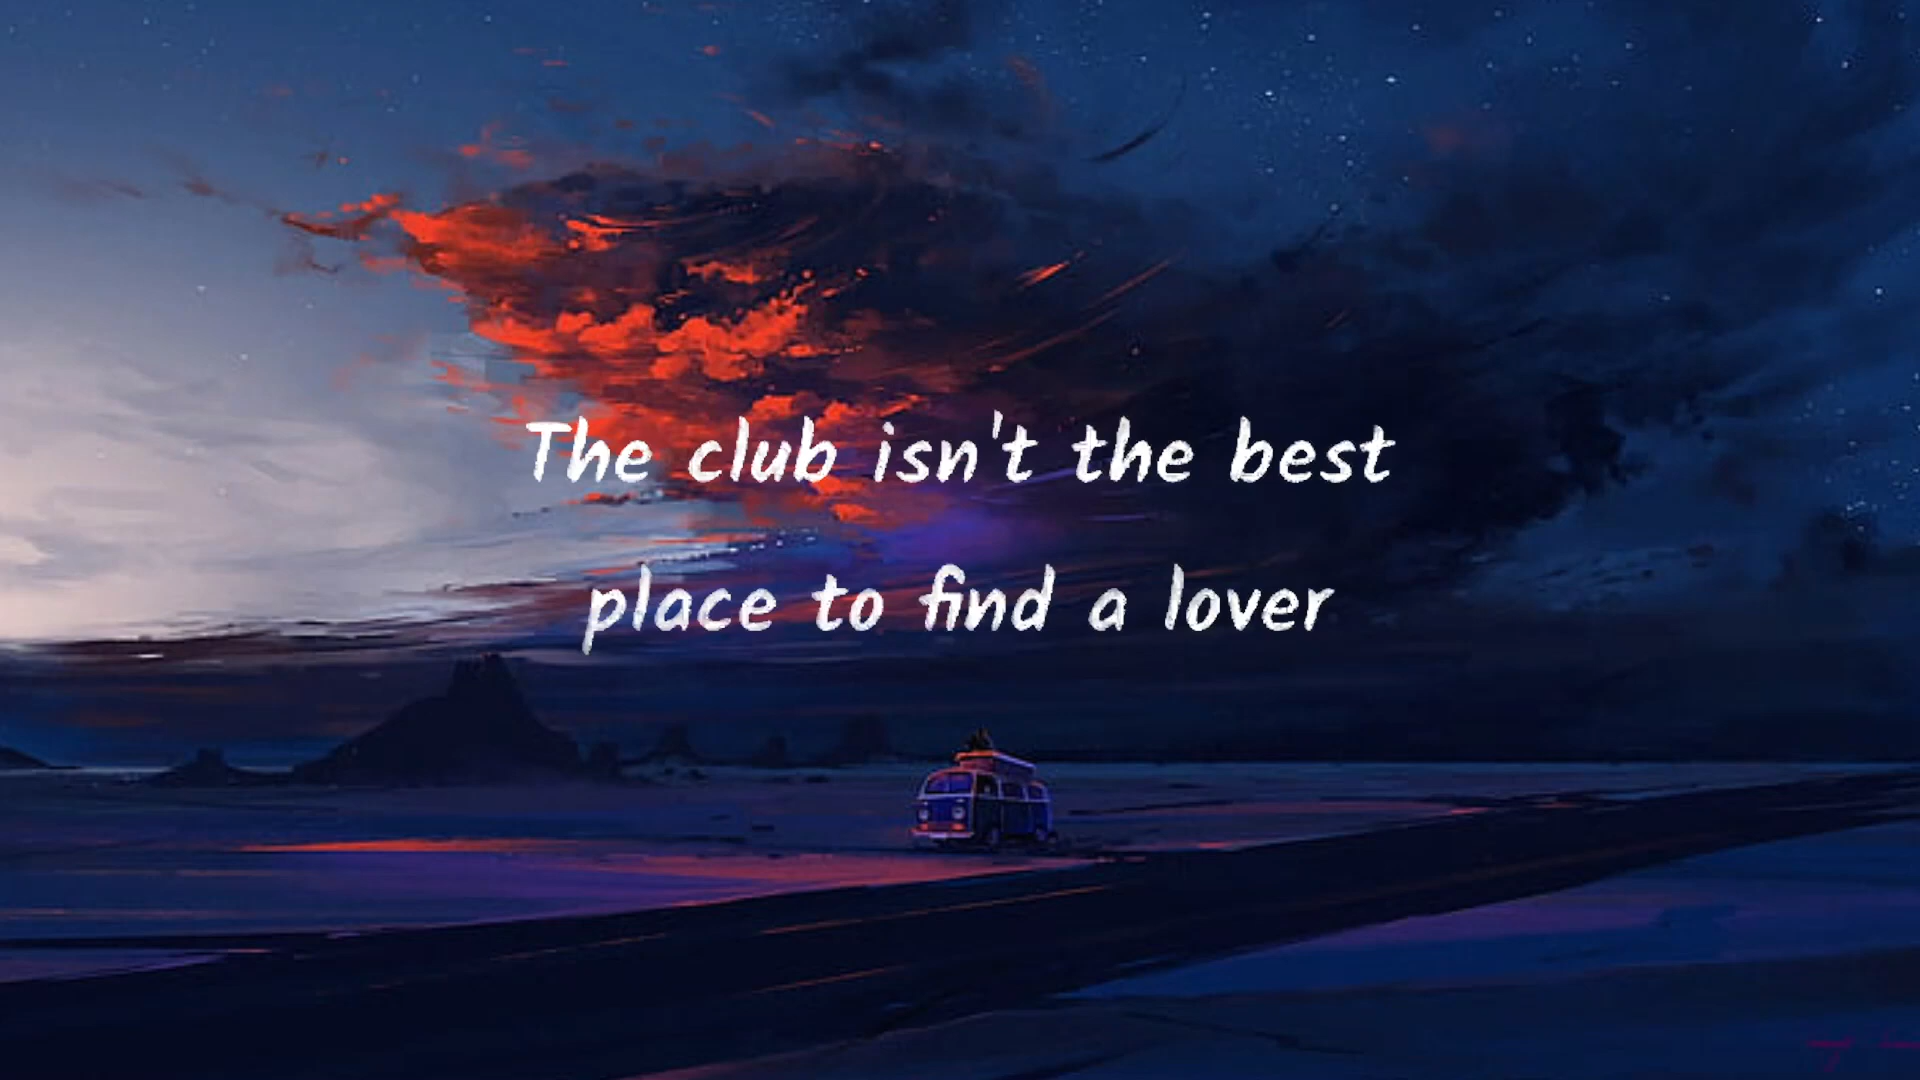 The club isn't the best
place to find a lover